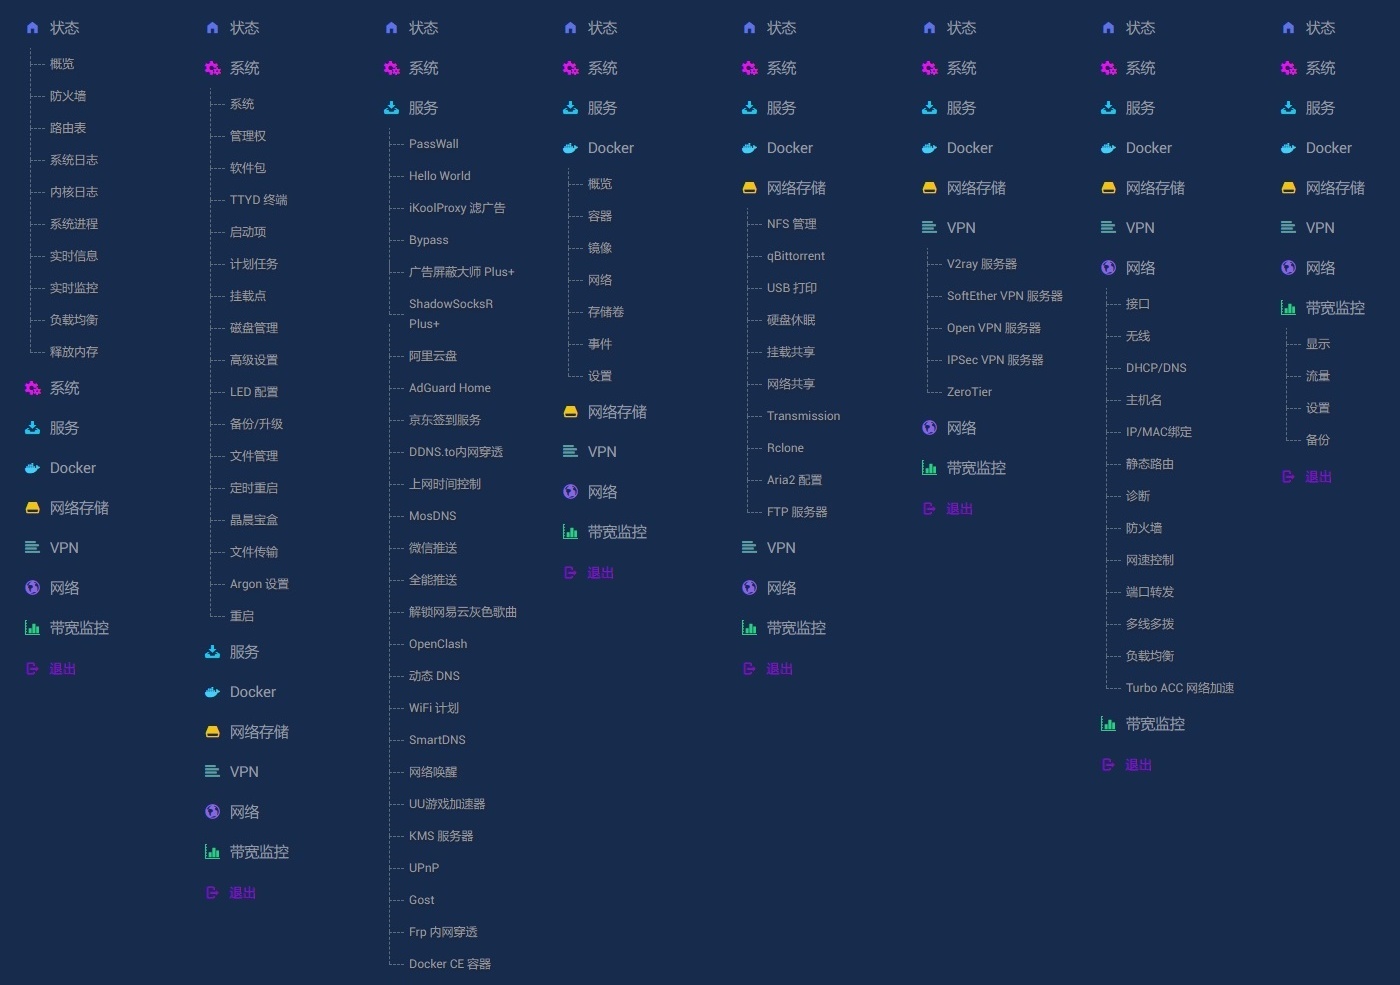 状态
概览
防火墙
路由表
系统日志
内核日志
系统进程
实时信息
实时监控
负载均衡
释放内存
系统
服务
Docker
网络存储
VPN
网络
带宽监控
退出
状态
系统
系统
管理权
软件包
TTYD 终端
启动项
计划任务
挂载点
磁盘管理
高级设置
LED 配置
备份/升级
文件管理
定时重启
晶晨宝盒
文件传输
Argon 设置
重启
服务
Docker
网络存储
VPN
网络
带宽监控
退出
状态
系统
服务
PassWall
Hello World
iKoolProxy 滤广告
Bypass
广告屏蔽大师 Plus+
ShadowSocksR
Plus+
阿里云盘
AdGuard Home
京东签到服务
DDNS.to内网穿透
上网时间控制
MosDNS
微信推送
全能推送
解锁网易云灰色歌曲
OpenClash
动态 DNS
WiFi 计划
SmartDNS
网络唤醒
UU游戏加速器
KMS 服务器
UPnP
Gost
Frp 内网穿透
Docker CE 容器
状态
系统
服务
Docker
概览
容器
镜像
网络
存储卷
事件
设置
网络存储
VPN
网络
带宽监控
退出
状态
系统
服务
Docker
网络存储
NFS 管理
qBittorrent
USB 打印
硬盘休眠
挂载共享
网络共享
Transmission
Rclone
Aria2 配置
FTP 服务器
VPN
网络
带宽监控
退出
状态
系统
服务
Docker
网络存储
VPN
V2ray 服务器
SoftEther VPN 服务器
Open VPN 服务器
IPSec VPN 服务器
ZeroTier
网络
带宽监控
退出
状态
系统
服务
Docker
网络存储
VPN
网络
接口
无线
DHCP/DNS
主机名
IP/MAC绑定
静态路由
诊断
防火墙
网速控制
端口转发
多线多拨
负载均衡
Turbo ACC 网络加速
带宽监控
退出
状态
系统
服务
Docker
网络存储
VPN
网络
带宽监控
显示
流量
设置
备份
退出